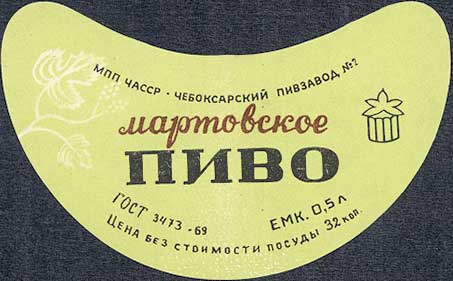 МПП ЧАССР · ЧЕБОКСАРСКИЙ ПИВЗАВОД №2
мартовское
ПИВО
ГОСТ 3473-69
ЕМК. 0,5 л
ЦЕНА БЕЗ СТОИМОСТИ ПОСУДЫ 32 коп.